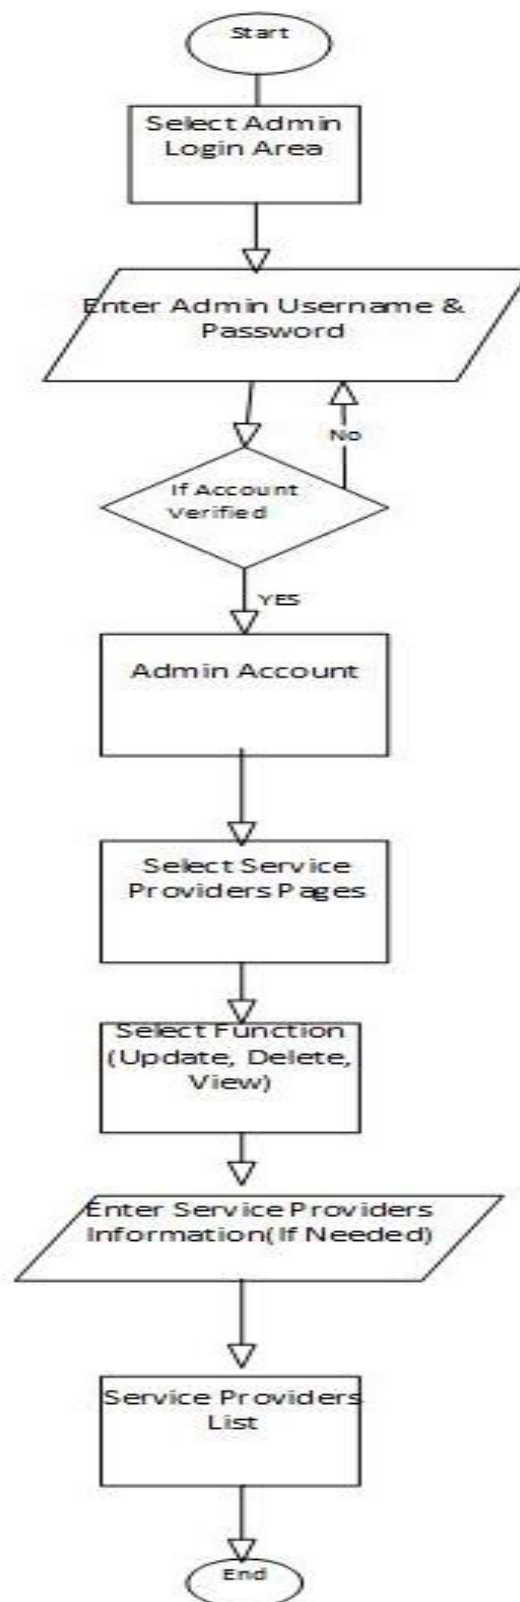 Start
Select Admin
Login Area
Enter Admin Username &
Password
No
If Account
Verified
YES
Admin Account
Select Service
Providers Pages
Select Function
(Update, Delete,
View)
Enter Service Providers
Information(If Needed)
Service Providers
List
End